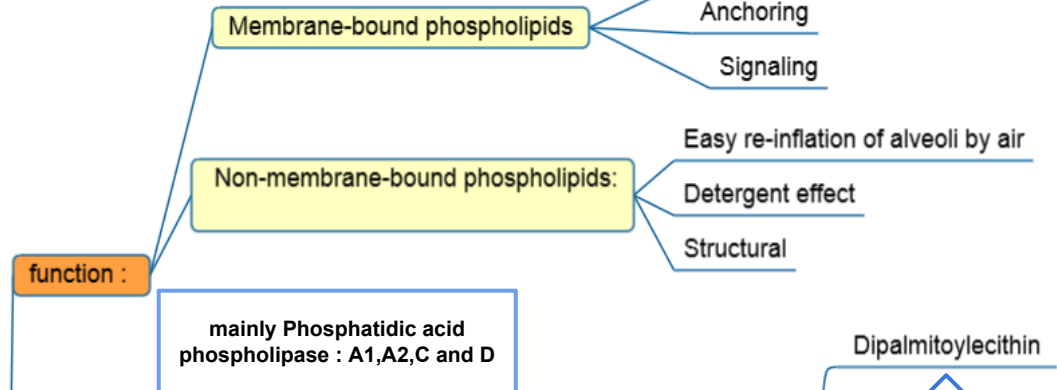 Membrane-bound phospholipids
Anchoring
Signaling
Non-membrane-bound phospholipids:
Easy re-inflation of alveoli by air
Detergent effect
Structural
function :
mainly Phosphatidic acid
phospholipase : A1,A2,C and D
Dipalmitoylecithin